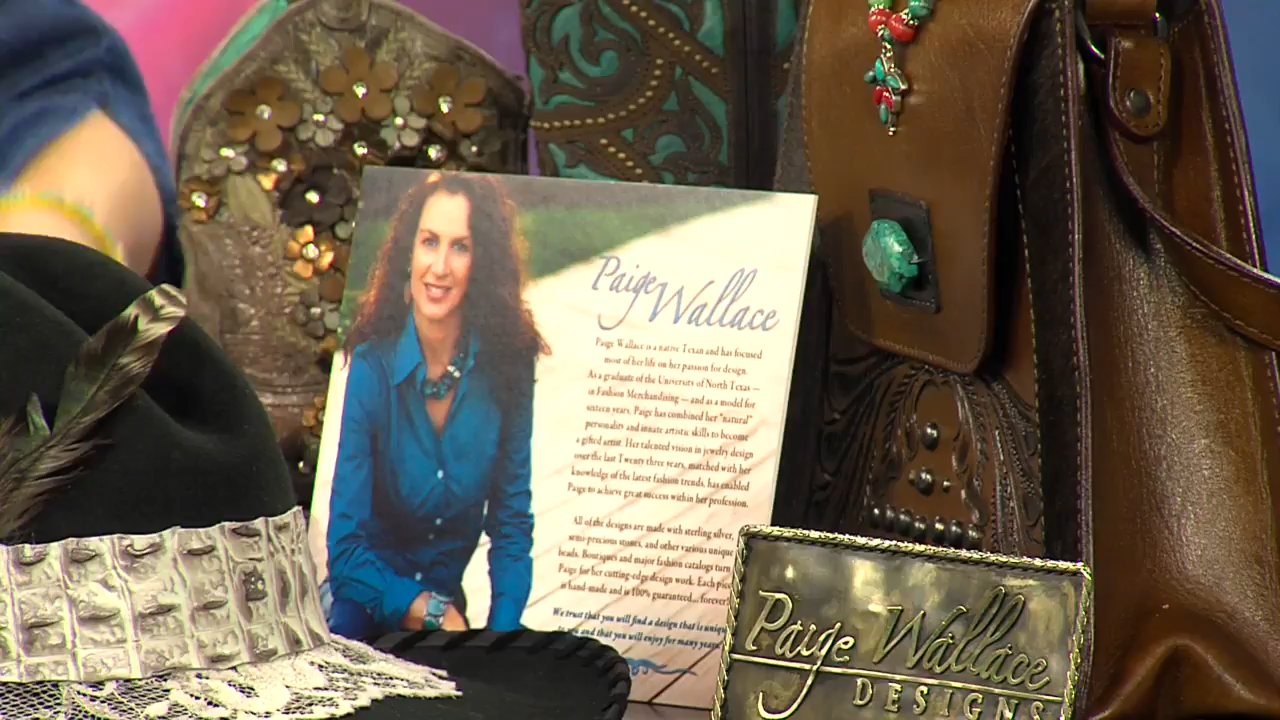 Paige
Wallace
Paige Wallace is a native Texan and has focused
most of her life on her passion for design.
As a graduate of the University of North Texas —
in Fashion Merchandising — and as a model for
sixteen years, Paige has combined her "natural"
personality and innate artistic skills to become
a gifted artist. Her talented vision in jewelry design
over the last Twenty three years, matched with her
knowledge of the latest fashion trends, has enabled
Paige to achieve great success within her profession.
All of the designs are made with sterling silver,
semi-precious stones, and other various unique
beads. Boutiques and major fashion catalogs turn
Paige for her cutting-edge design work. Each piece
is hand-made and is 100% guaranteed... forever!
We trust that you will find a design that is unique
you and that you will enjoy for many years
Paige Wallace
DESIGNS